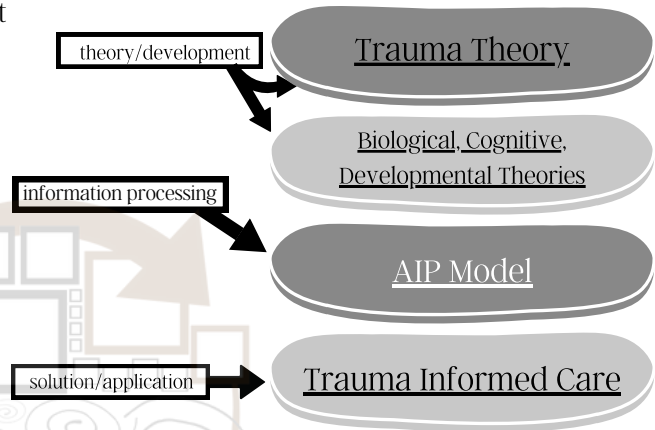 t
theory/development
Trauma Theory
Biological, Cognitive,
Developmental Theories
information processing
AIP Model
solution/application
Trauma Informed Care